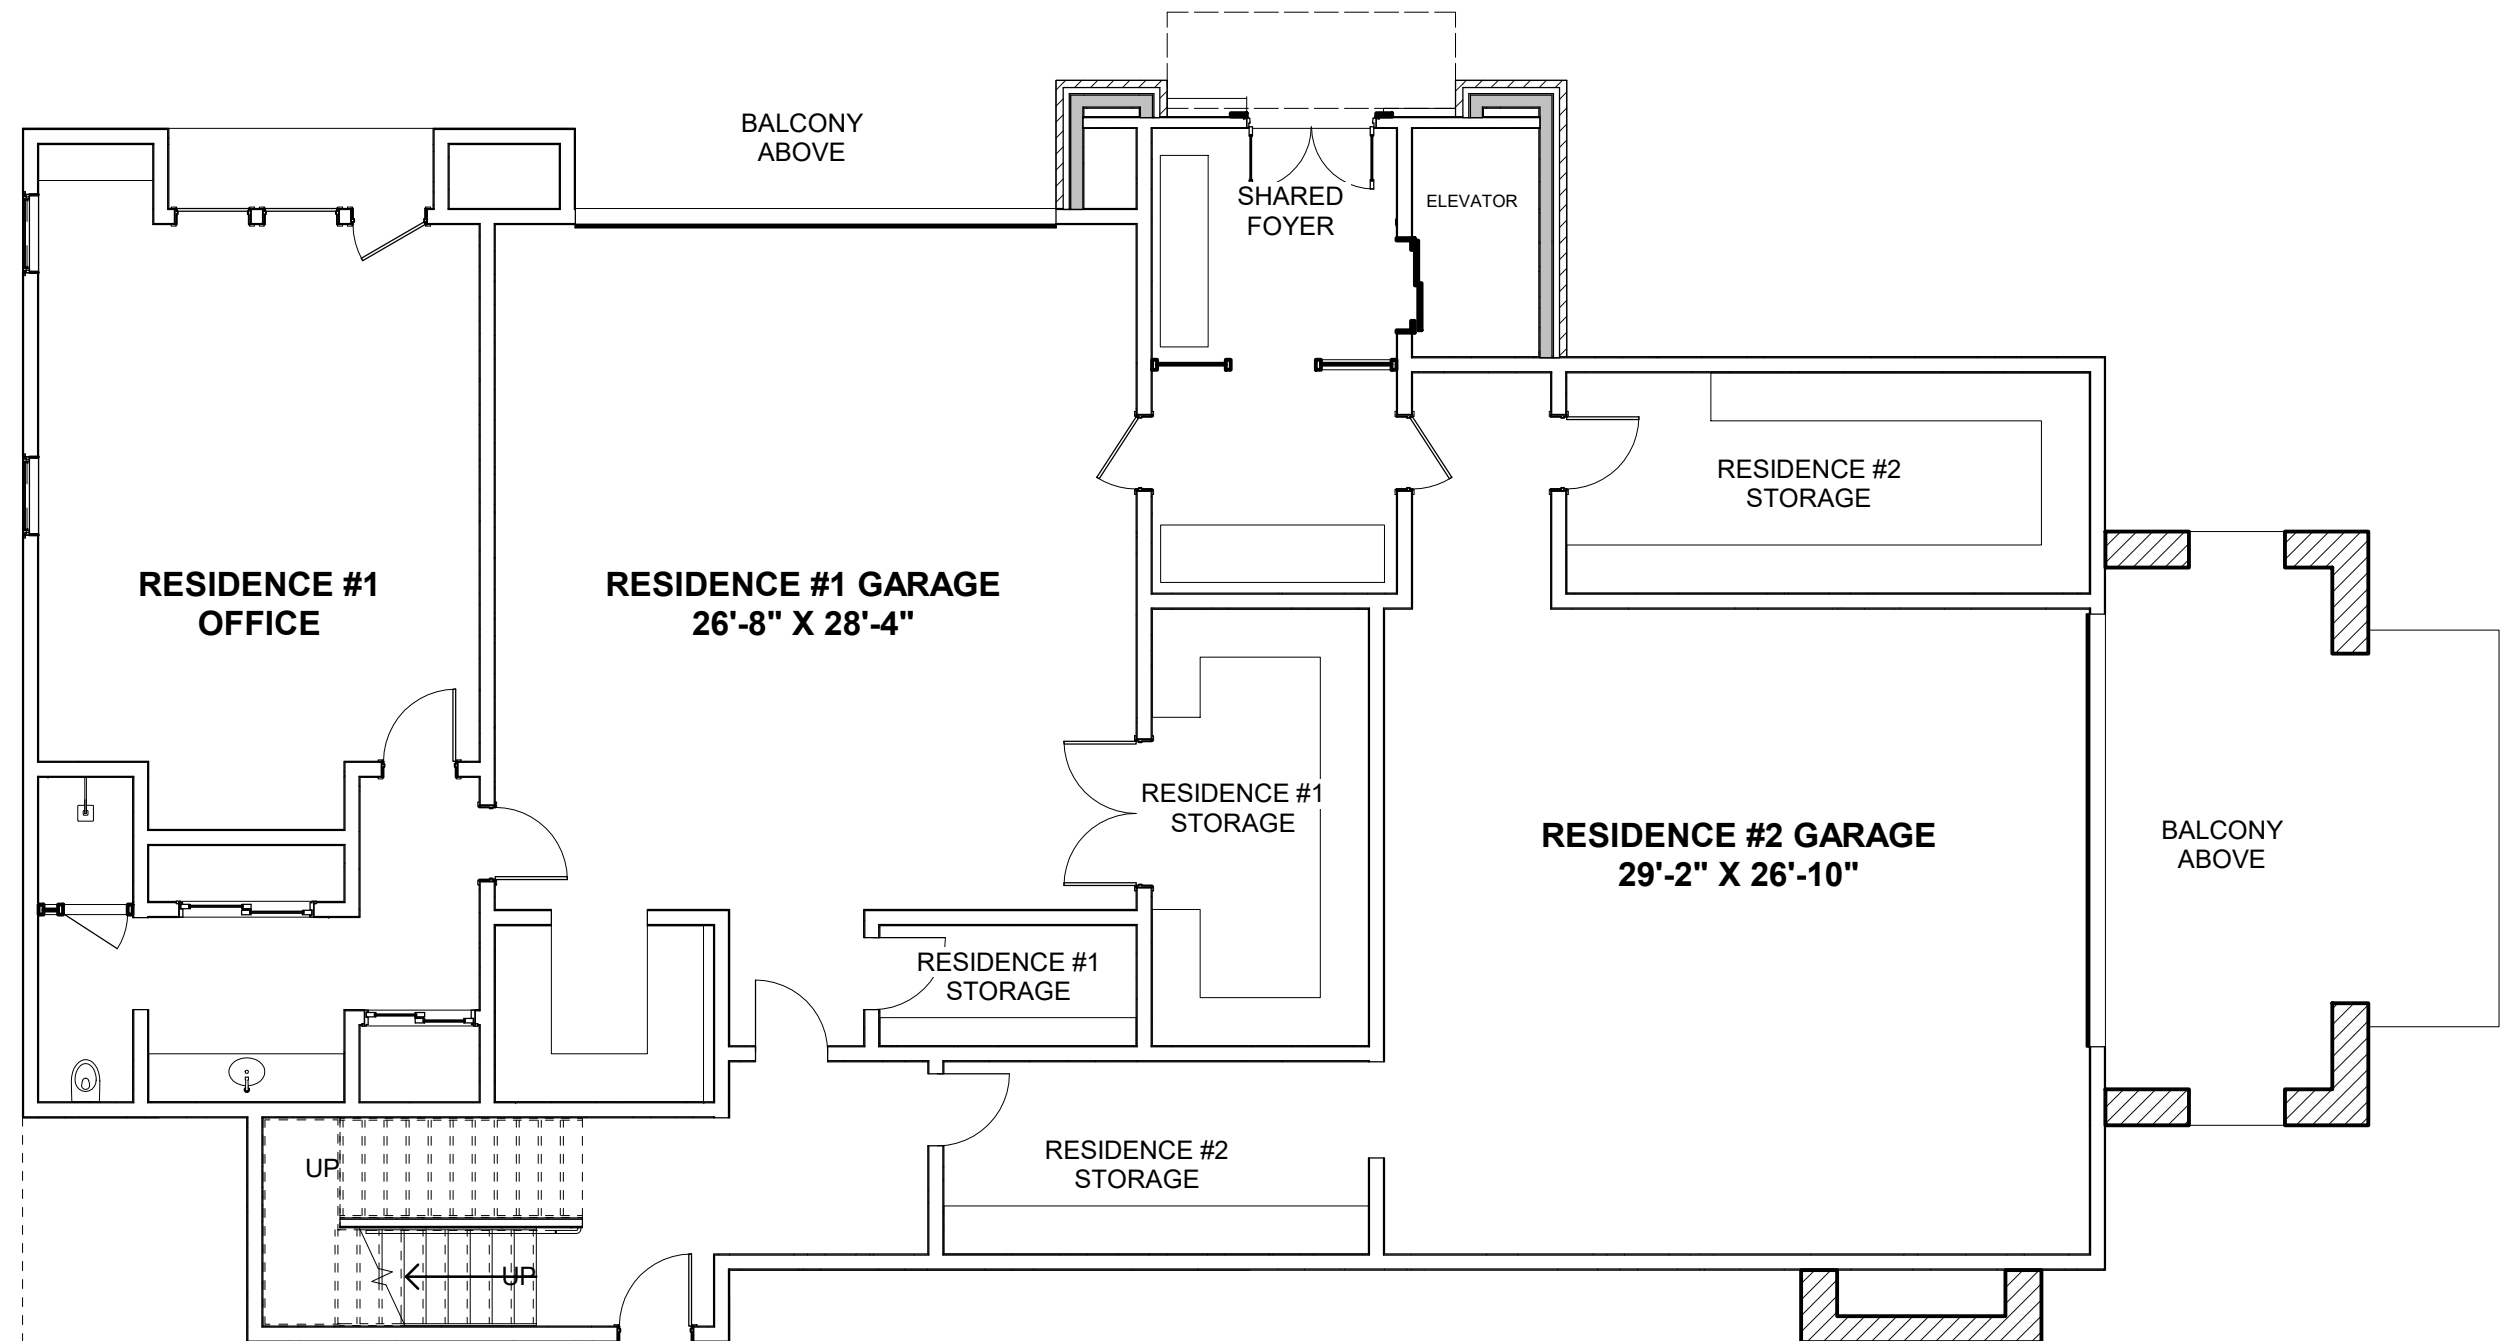 BALCONY
ABOVE
SHARED
FOYER
ELEVATOR
RESIDENCE #2
STORAGE
RESIDENCE #1
OFFICE
RESIDENCE #1 GARAGE
26'-8" X 28'-4"
RESIDENCE #1
STORAGE
RESIDENCE #2 GARAGE
29'-2" X 26'-10"
BALCONY
ABOVE
RESIDENCE #1
STORAGE
RESIDENCE #2
STORAGE
UP
UP